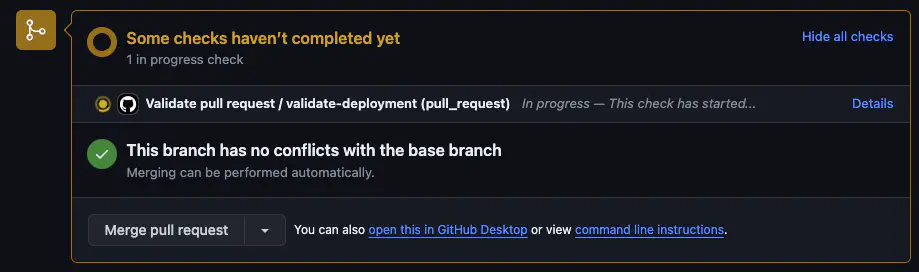 Some checks haven’t completed yet
Hide all checks
1 in progress check
Validate pull request / validate-deployment (pull_request) In progress — This check has started... Details
This branch has no conflicts with the base branch
Merging can be performed automatically.
Merge pull request You can also open this in GitHub Desktop or view command line instructions.